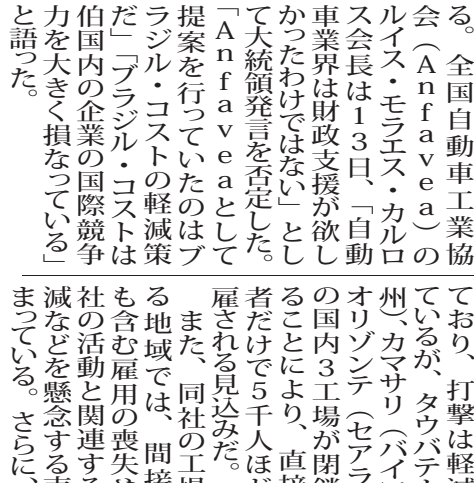 る。全国自動車工業協
会（Anfavea）の
ルイス・モラエス・カルロ
ス会長は13日、「自動
車業界は財政支援が欲し
かったわけではない」とし
て大統領発言を否定した。
「Anfaveaとして
提案を行っていたのはブ
ラジル・コストの軽減策
だ」「ブラジル・コストは
伯国内の企業の国際競争
力を大きく損なっている」
と語った。
ており、打撃は軽減
ているが、タウバテ
州）、カマサリ（バイ
オリゾンテ（セアラ
の国内3工場が閉鎖
ることにより、直接
者だけで5千人ほど
雇される見込みだ。
また、同社の工場
る地域では、間接
も含む雇用の喪失や
社の活動と関連する
減などを懸念する声
まっている。さらに、